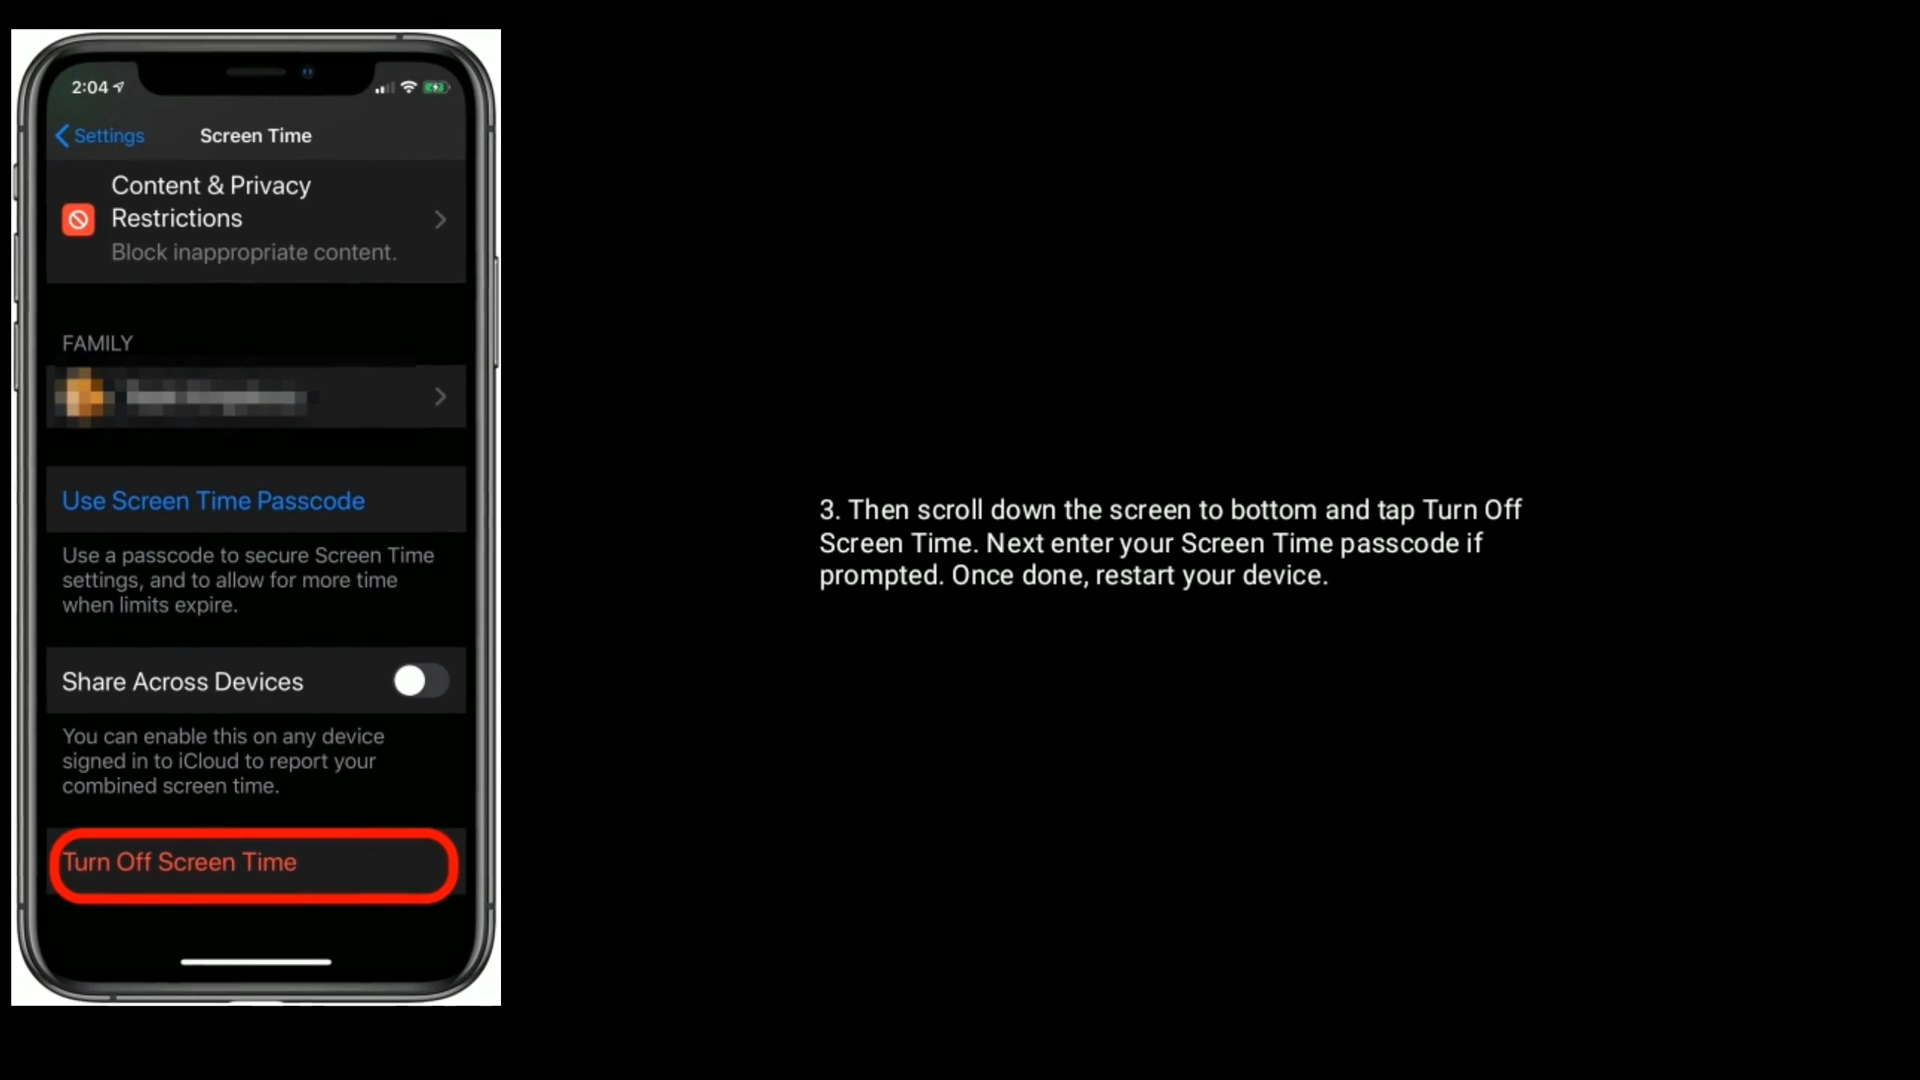 2:04
Settings
Screen Time
Content & Privacy
Restrictions
Block inappropriate content.
FAMILY
Use Screen Time Passcode
Use a passcode to secure Screen Time
settings, and to allow for more time
when limits expire.
Share Across Devices
You can enable this on any device
signed in to iCloud to report your
combined screen time.
Turn Off Screen Time
3. Then scroll down the screen to bottom and tap Turn Off
Screen Time. Next enter your Screen Time passcode if
prompted. Once done, restart your device.